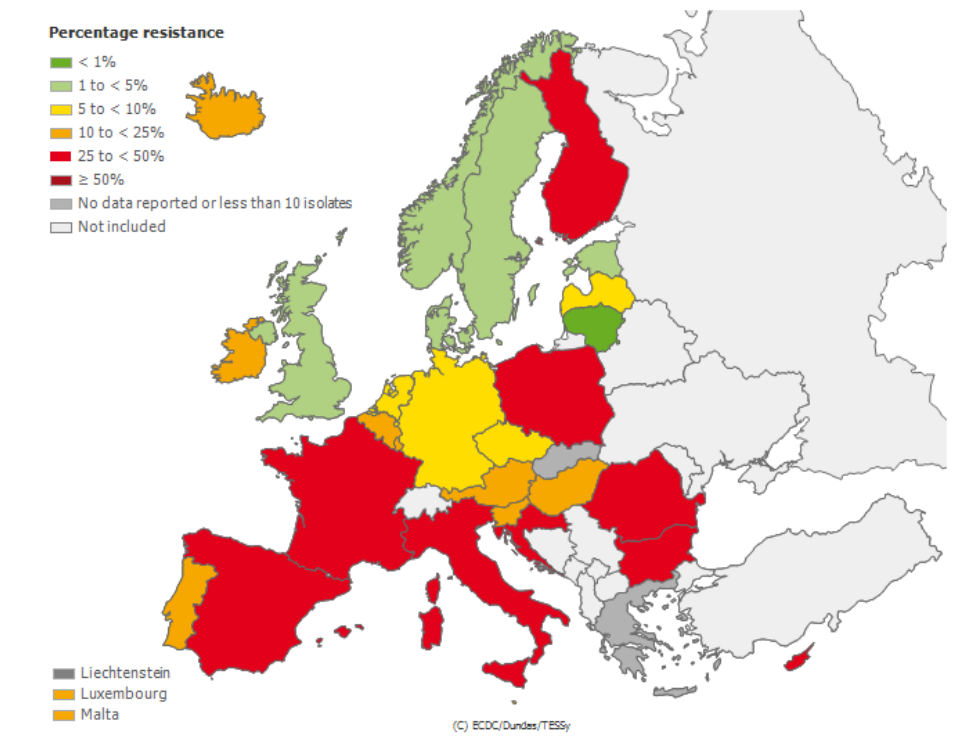 Percentage resistance
< 1%
1 to < 5%
5 to < 10%
10 to < 25%
25 to < 50%
≥ 50%
No data reported or less than 10 isolates
Not included
Liechtenstein
Luxembourg
Malta
(C) ECDC/Dundas/TESSy